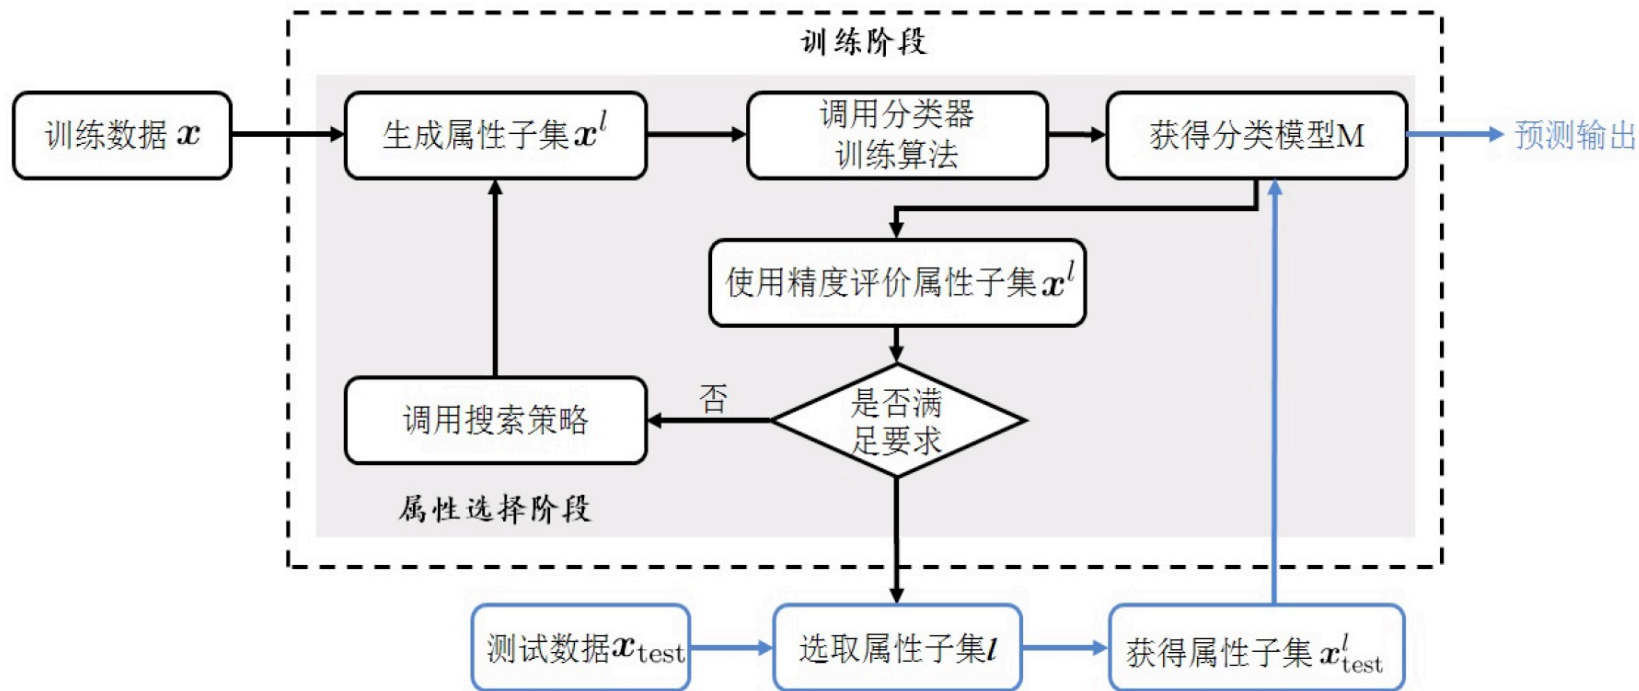 训练阶段
训练数据 x
生成属性子集 x^l
调用分类器
训练算法
获得分类模型M
预测输出
使用精度评价属性子集 x^l
否
是否满
足要求
调用搜索策略
属性选择阶段
测试数据 x_test
选取属性子集 l
获得属性子集 x^l_test